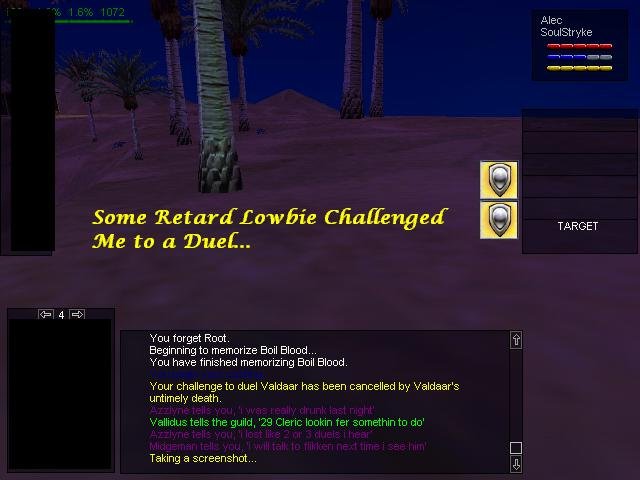 1.6% 1072
Alec
SoulStryke
Some Retard Lowbie Challenged
Me to a Duel...
TARGET
4
You forget Root.
Beginning to memorize Boil Blood...
You have finished memorizing Boil Blood.
Your challenge to duel Valdaar has been cancelled by Valdaar's
untimely death.
Azzlyne tells you, 'i was really drunk last night'
Vallidus tells the guild, '29 Cleric lookin fer somethin to do'
Azzlyne tells you, 'i lost like 2 or 3 duels i hear'
Midgeman tells you, 'I will talk to flikken next time i see him'
Taking a screenshot...